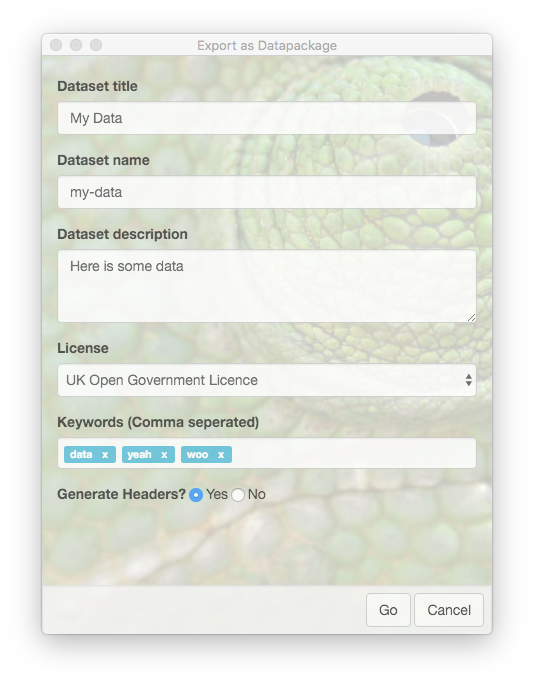 Export as Datapackage
Dataset title
My Data
Dataset name
my-data
Dataset description
Here is some data
License
UK Open Government Licence
Keywords (Comma seperated)
data x yeah x woo x
Generate Headers? Yes No
Go Cancel